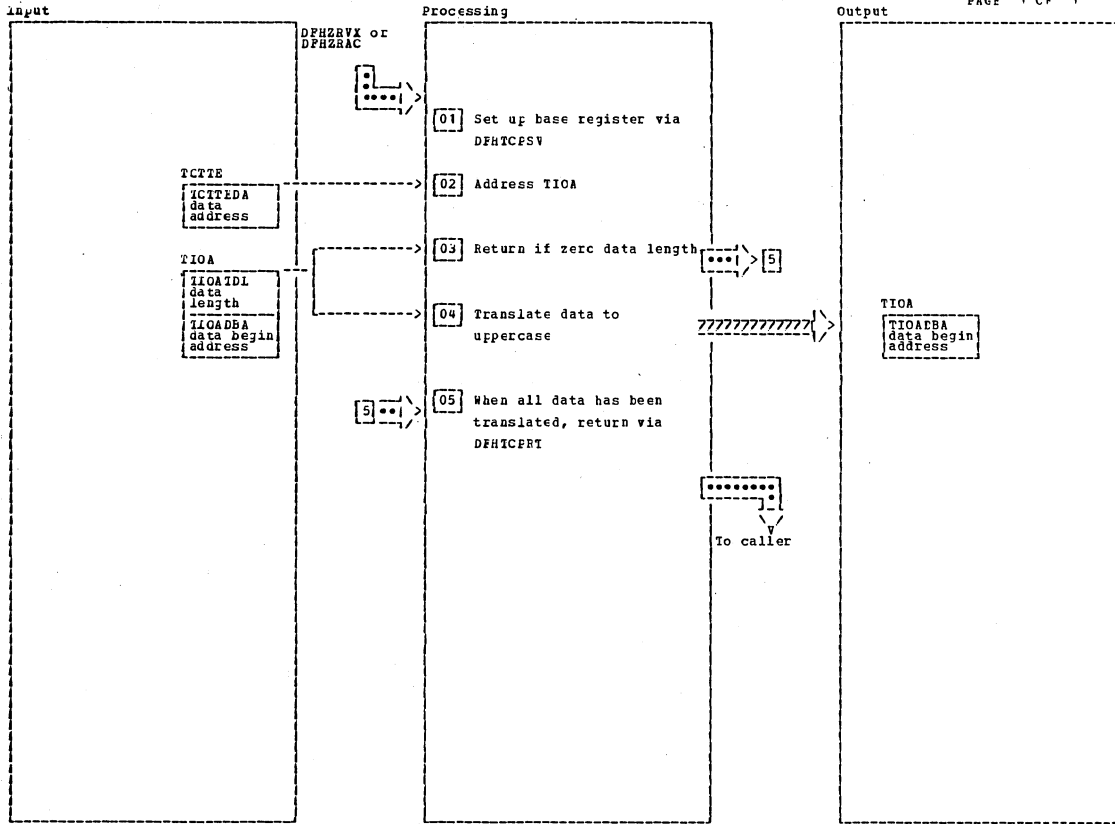 Input
Processing
Output
DFHZRVX or
DFHZRAC
01 Set up base register via
DFHTCPSV
TCTTE
TCTTEDA
data
address
02 Address TIOA
TIOA
TIOATDL
data
length
TIOADBA
data begin
address
03 Return if zero data length
5
04 Translate data to
uppercase
TIOA
TIOADBA
data begin
address
5
05 When all data has been
translated, return via
DFHTCPRT
To caller